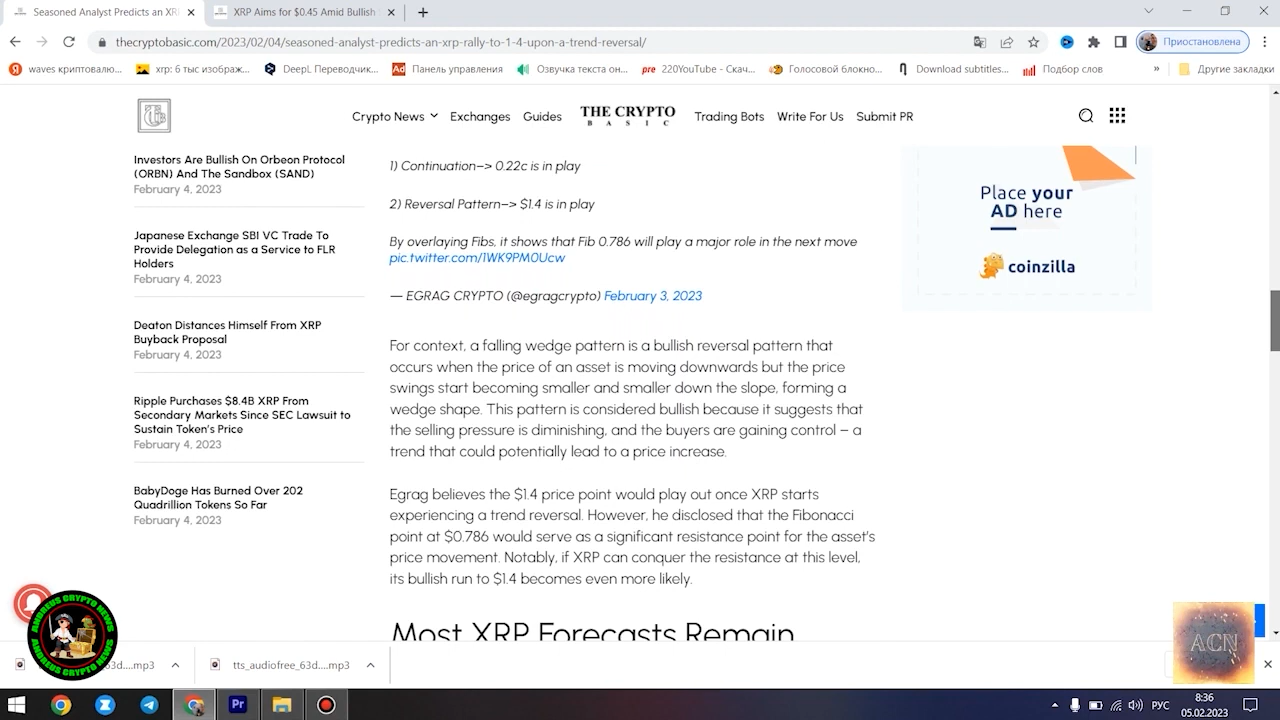 Seasoned Analyst Predicts an XR
XRP Aims for $0.45 Amid Bullish
thecryptobasic.com/2023/02/04/seasoned-analyst-predicts-an-xrp-rally-to-1-4-upon-a-trend-reversal/
Приостановлена
waves криптовалю...
xrp: 6 тыс изображ...
DeepL Переводчик...
Панель управления
Озвучка текста он...
220YouTube - Скач...
Голосовой блокно...
Download subtitles...
Подбор слов
»
Другие закладки
Crypto News
Exchanges
Guides
THE CRYPTO
BASIC
Trading Bots
Write For Us
Submit PR
Investors Are Bullish On Orbeon Protocol
(ORBN) And The Sandbox (SAND)
February 4, 2023
Japanese Exchange SBI VC Trade To
Provide Delegation as a Service to FLR
Holders
February 4, 2023
Deaton Distances Himself From XRP
Buyback Proposal
February 4, 2023
Ripple Purchases $8.4B XRP From
Secondary Markets Since SEC Lawsuit to
Sustain Token's Price
February 4, 2023
BabyDoge Has Burned Over 202
Quadrillion Tokens So Far
February 4, 2023
1) Continuation–> 0.22c is in play
2) Reversal Pattern–> $1.4 is in play
By overlaying Fibs, it shows that Fib 0.786 will play a major role in the next move
pic.twitter.com/1WK9PM0Ucw
— EGRAG CRYPTO (@egragcrypto) February 3, 2023
For context, a falling wedge pattern is a bullish reversal pattern that
occurs when the price of an asset is moving downwards but the price
swings start becoming smaller and smaller down the slope, forming a
wedge shape. This pattern is considered bullish because it suggests that
the selling pressure is diminishing, and the buyers are gaining control – a
trend that could potentially lead to a price increase.
Egrag believes the $1.4 price point would play out once XRP starts
experiencing a trend reversal. However, he disclosed that the Fibonacci
point at $0.786 would serve as a significant resistance point for the asset's
price movement. Notably, if XRP can conquer the resistance at this level,
its bullish run to $1.4 becomes even more likely.
Most XRP Forecasts Remain
Place your
AD here
coinzilla
ANDREUS CRYPTO NEWS
ANDREUS CRYPTO NEWS
ACN
3d....mp3
tts_audiofree_63d....mp3
РУС
8:36
05.02.2023